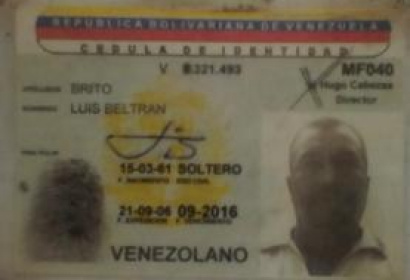 REPÚBLICA BOLIVARIANA DE VENEZUELA
CEDULA DE IDENTIDAD
V 8.321.493
MF040
Hugo Cabezas
Director
APELLIDOS BRITO
NOMBRES LUIS BELTRAN
15-03-61 SOLTERO
F. NACIMIENTO EDO CIVIL
21-09-06 09-2016
F. EXPEDICION F. VENCIMIENTO
VENEZOLANO